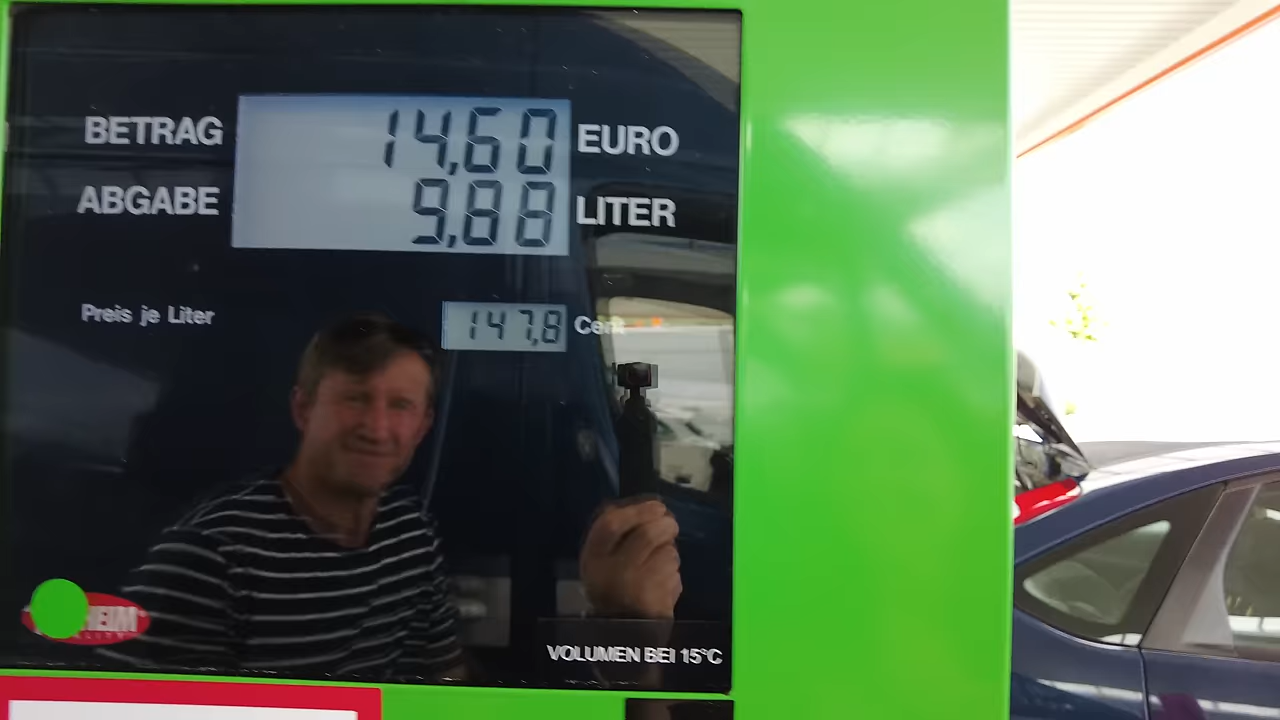 BETRAG 14,60 EURO
ABGABE 9,88 LITER
Preis je Liter 147,8 Cent
VOLUMEN BEI 15°C